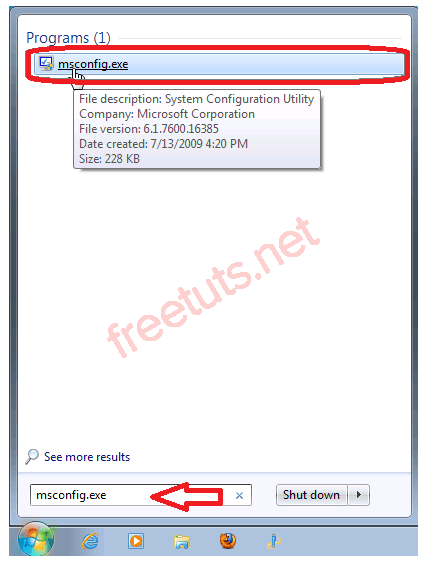 Programs (1)
msconfig.exe
File description: System Configuration Utility
Company: Microsoft Corporation
File version: 6.1.7600.16385
Date created: 7/13/2009 4:20 PM
Size: 228 KB
freetuts.net
See more results
msconfig.exe
Shut down